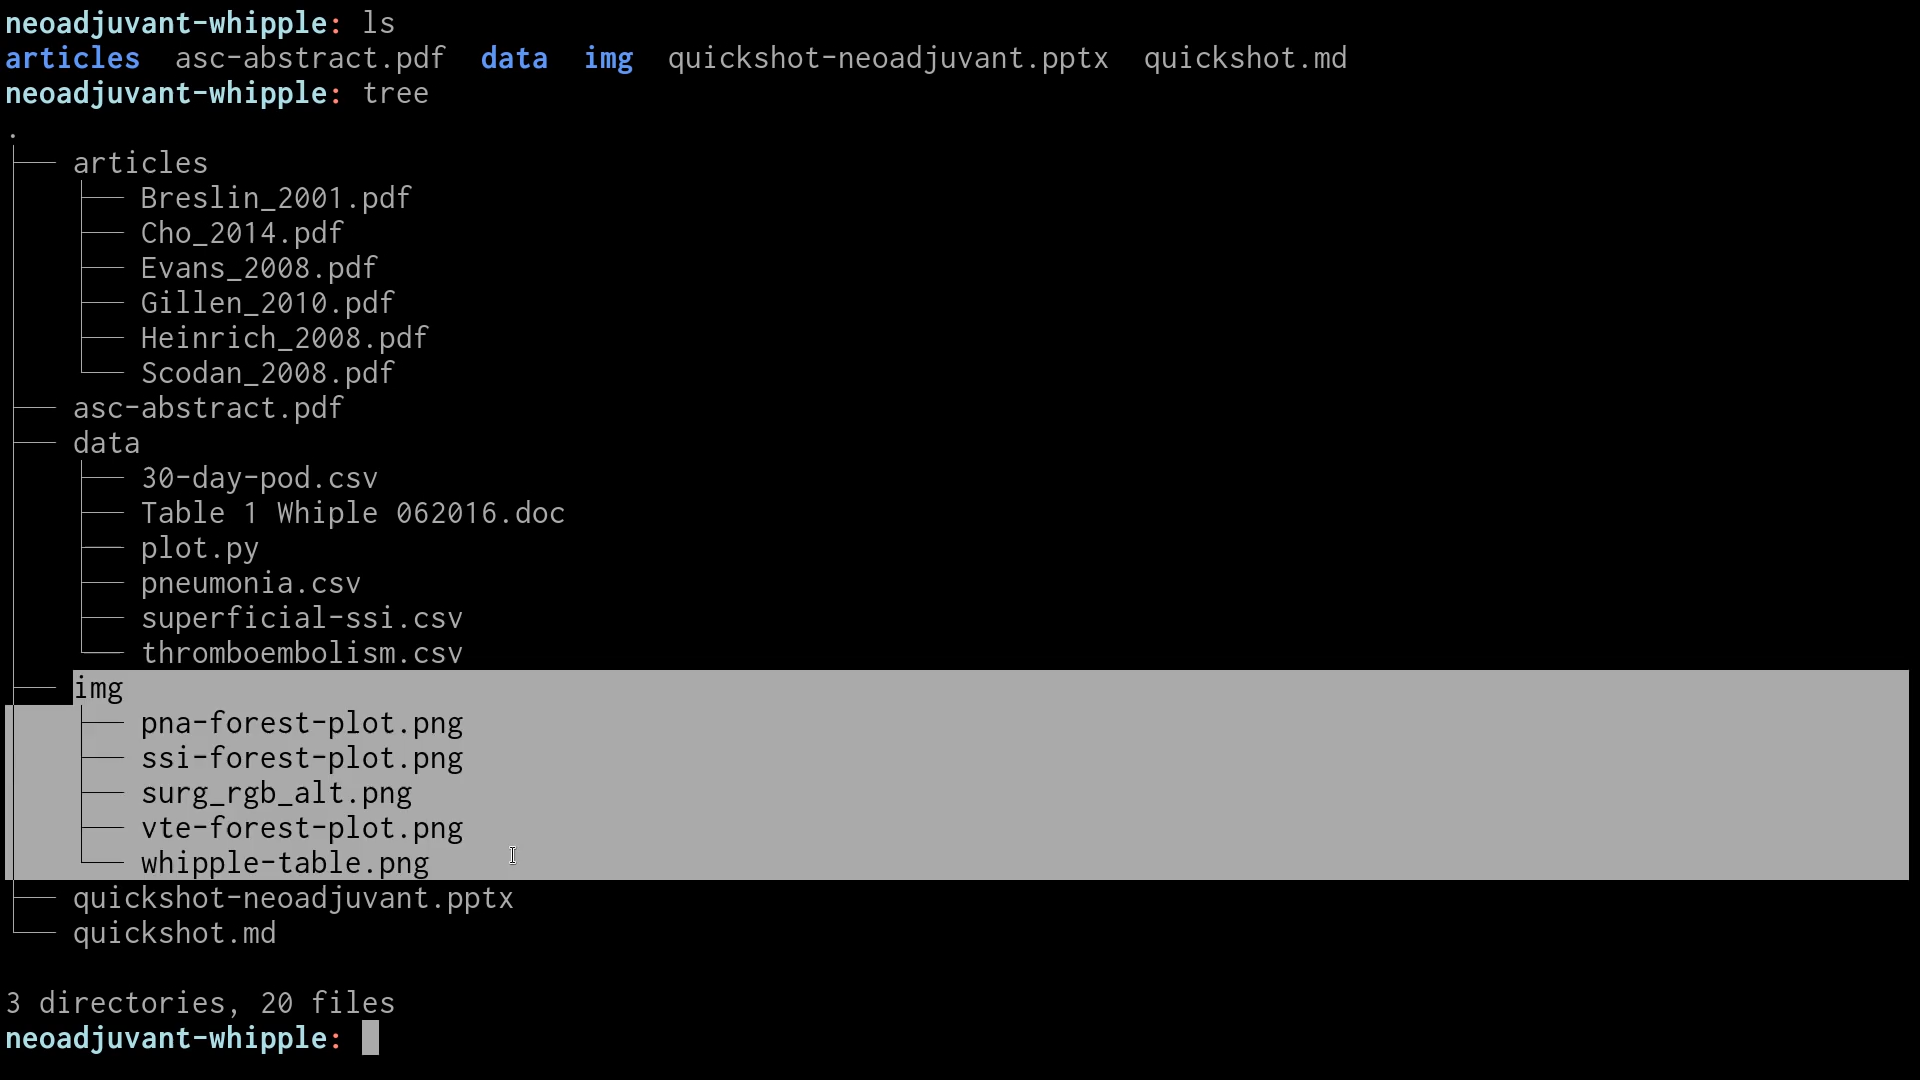 neoadjuvant-whipple: ls
articles  asc-abstract.pdf  data  img  quickshot-neoadjuvant.pptx  quickshot.md
neoadjuvant-whipple: tree
.
├── articles
│   ├── Breslin_2001.pdf
│   ├── Cho_2014.pdf
│   ├── Evans_2008.pdf
│   ├── Gillen_2010.pdf
│   ├── Heinrich_2008.pdf
│   └── Scodan_2008.pdf
├── asc-abstract.pdf
├── data
│   ├── 30-day-pod.csv
│   ├── Table 1 Whiple 062016.doc
│   ├── plot.py
│   ├── pneumonia.csv
│   ├── superficial-ssi.csv
│   └── thromboembolism.csv
├── img
│   ├── pna-forest-plot.png
│   ├── ssi-forest-plot.png
│   ├── surg_rgb_alt.png
│   ├── vte-forest-plot.png
│   └── whipple-table.png
├── quickshot-neoadjuvant.pptx
└── quickshot.md
3 directories, 20 files
neoadjuvant-whipple: